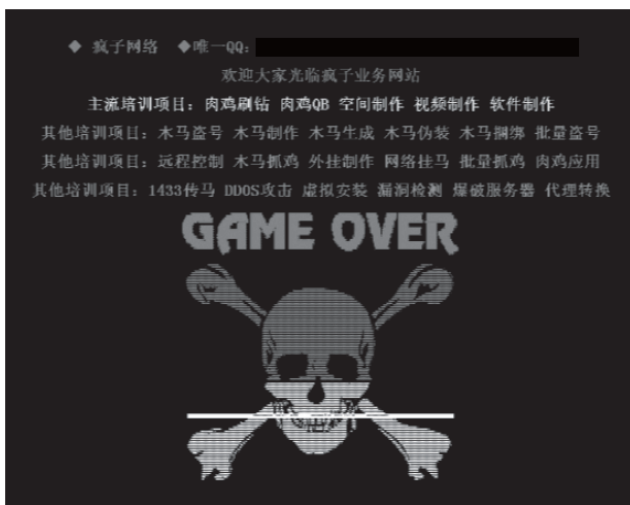 ◆ 疯子网络 ◆唯一QQ:
欢迎大家光临疯子业务网站
主流培训项目: 肉鸡刷钻 肉鸡QB 空间制作 视频制作 软件制作
其他培训项目: 木马盗号 木马制作 木马生成 木马伪装 木马捆绑 批量盗号
其他培训项目: 远程控制 木马抓鸡 外挂制作 网络挂马 批量抓鸡 肉鸡应用
其他培训项目: 1433传马 DDOS攻击 虚拟安装 漏洞检测 爆破服务器 代理转换
GAME OVER